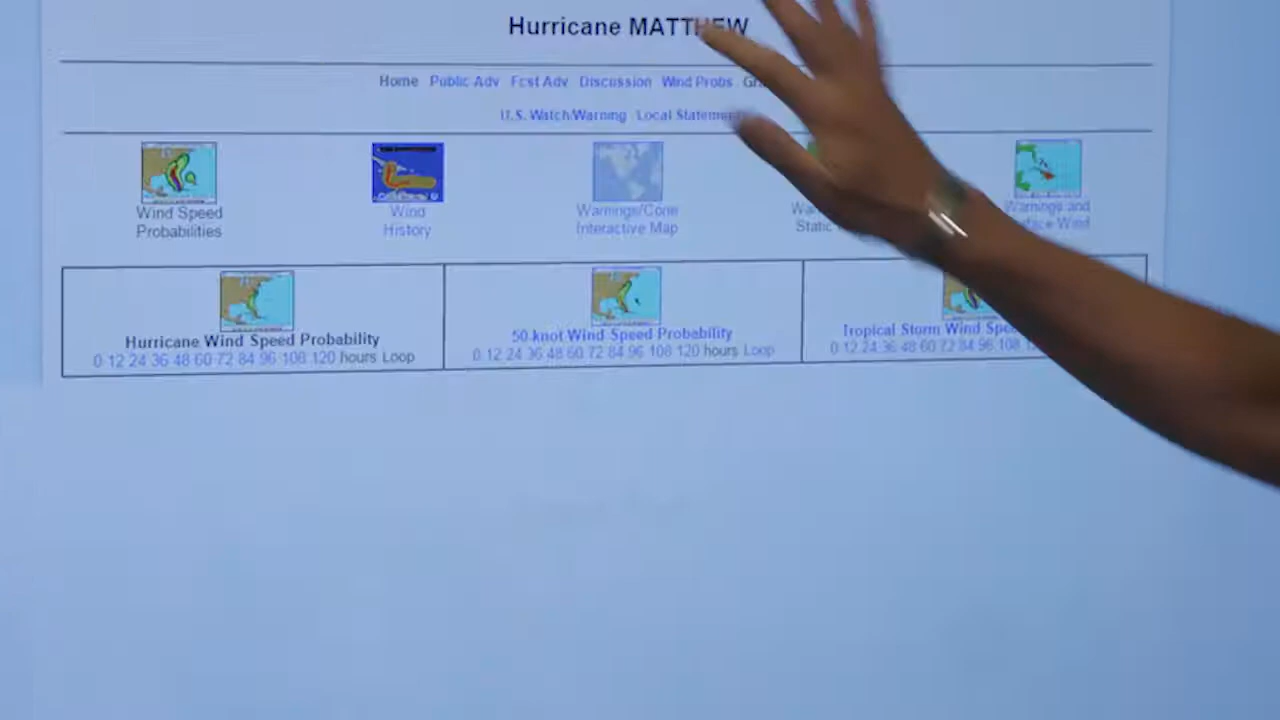 Hurricane MATTHEW
Home Public Adv Fcst Adv Discussion Wind Probs
U.S. Watch/Warning Local
Wind Speed Probabilities
Wind History
Warnings/Cone Interactive Map
Static
Warnings and Wind
Hurricane Wind Speed Probability
0 12 24 36 48 60 72 84 96 108 120 hours Loop
50-knot Wind Speed Probability
0 12 24 36 48 60 72 84 96 108 120 hours Loop
Tropical Storm Wind
0 12 24 36 48 60 72 84 96 108